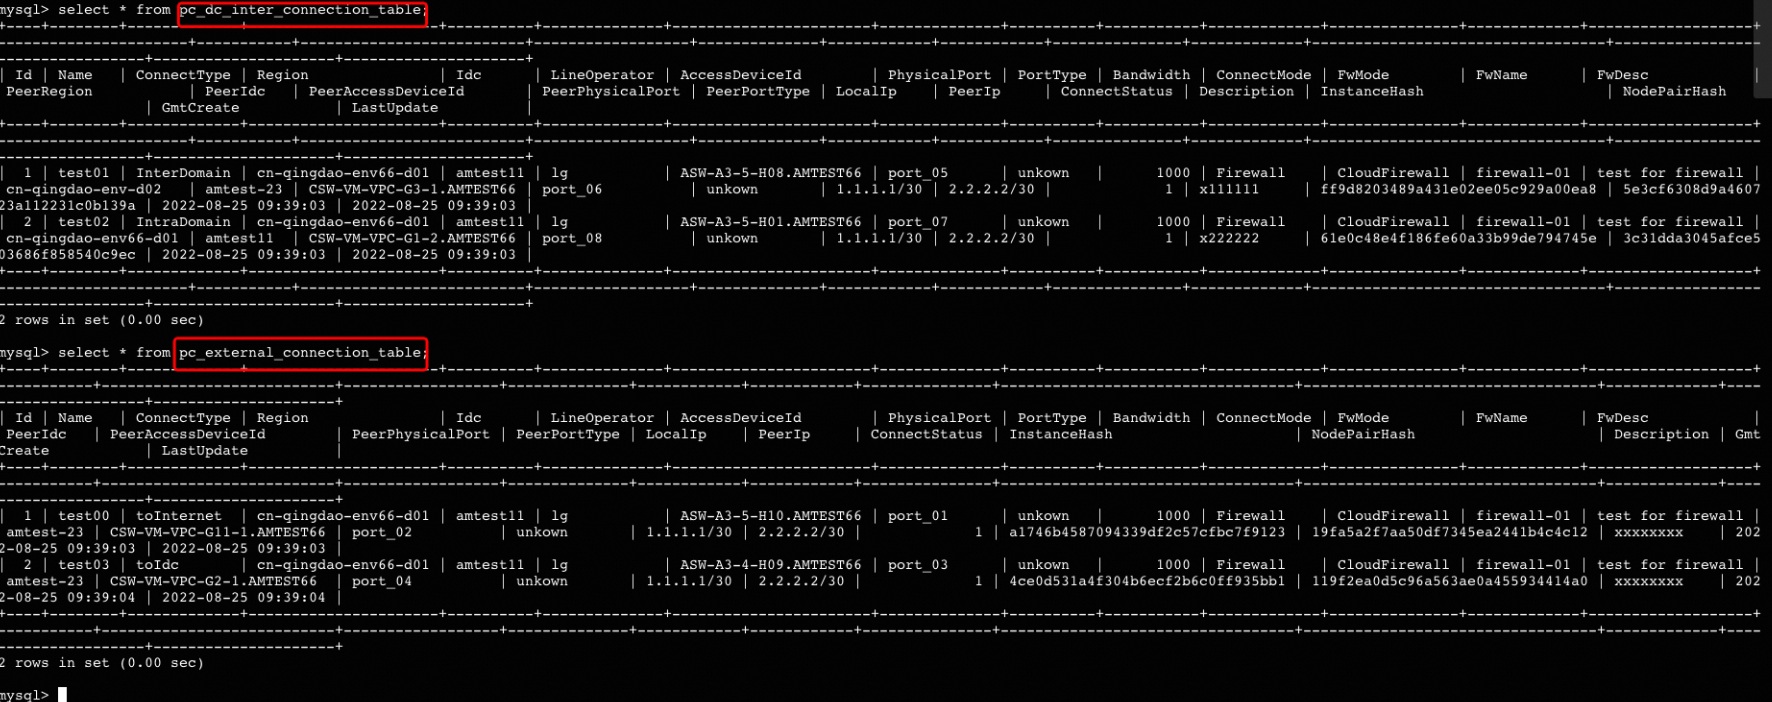 mysql> select * from pc_dc_inter_connection_table;
| Id | Name | ConnectType | Region | Idc | LineOperator | AccessDeviceId | PhysicalPort | PortType | Bandwidth | ConnectMode | FwMode | FwName | FwDesc |
PeerRegion | PeerIdc | PeerAccessDeviceId | PeerPhysicalPort | PeerPortType | LocalIp | PeerIp | ConnectStatus | Description | InstanceHash | NodePairHash
| GmtCreate | LastUpdate |
| 1 | test01 | InterDomain | cn-qingdao-env66-d01 | amtest11 | lg | ASW-A3-5-H08.AMTEST66 | port_05 | unkown | 1000 | Firewall | CloudFirewall | firewall-01 | test for firewall |
cn-qingdao-env-d02 | amtest-23 | CSW-VM-VPC-G3-1.AMTEST66 | port_06 | unkown | 1.1.1.1/30 | 2.2.2.2/30 | 1 | x111111 | ff9d8203489a431e02ee05c929a00ea8 | 5e3cf6308d9a4607
23a112231c0b139a | 2022-08-25 09:39:03 | 2022-08-25 09:39:03 |
| 2 | test02 | IntraDomain | cn-qingdao-env66-d01 | amtest11 | lg | ASW-A3-5-H01.AMTEST66 | port_07 | unkown | 1000 | Firewall | CloudFirewall | firewall-01 | test for firewall |
cn-qingdao-env66-d01 | amtest11 | CSW-VM-VPC-G1-2.AMTEST66 | port_08 | unkown | 1.1.1.1/30 | 2.2.2.2/30 | 1 | x222222 | 61e0c48e4f186fe60a33b99de794745e | 3c31dda3045afce5
03686f858540c9ec | 2022-08-25 09:39:03 | 2022-08-25 09:39:03 |
2 rows in set (0.00 sec)
mysql> select * from pc_external_connection_table;
| Id | Name | ConnectType | Region | Idc | LineOperator | AccessDeviceId | PhysicalPort | PortType | Bandwidth | ConnectMode | FwMode | FwName | FwDesc |
PeerIdc | PeerAccessDeviceId | PeerPhysicalPort | PeerPortType | LocalIp | PeerIp | ConnectStatus | InstanceHash | NodePairHash | Description | Gmt
Create | LastUpdate |
| 1 | test00 | toInternet | cn-qingdao-env66-d01 | amtest11 | lg | ASW-A3-5-H10.AMTEST66 | port_01 | unkown | 1000 | Firewall | CloudFirewall | firewall-01 | test for firewall |
amtest-23 | CSW-VM-VPC-G11-1.AMTEST66 | port_02 | unkown | 1.1.1.1/30 | 2.2.2.2/30 | 1 | a1746b4587094339df2c57cfbc7f9123 | 19fa5a2f7aa50df7345ea2441b4c4c12 | xxxxxxxx | 202
2-08-25 09:39:03 | 2022-08-25 09:39:03 |
| 2 | test03 | toIdc | cn-qingdao-env66-d01 | amtest11 | lg | ASW-A3-4-H09.AMTEST66 | port_03 | unkown | 1000 | Firewall | CloudFirewall | firewall-01 | test for firewall |
amtest-23 | CSW-VM-VPC-G2-1.AMTEST66 | port_04 | unkown | 1.1.1.1/30 | 2.2.2.2/30 | 1 | 4ce0d531a4f304b6ecf2b6c0ff935bb1 | 119f2ea0d5c96a563ae0a455934414a0 | xxxxxxxx | 202
2-08-25 09:39:04 | 2022-08-25 09:39:04 |
2 rows in set (0.00 sec)
mysql>